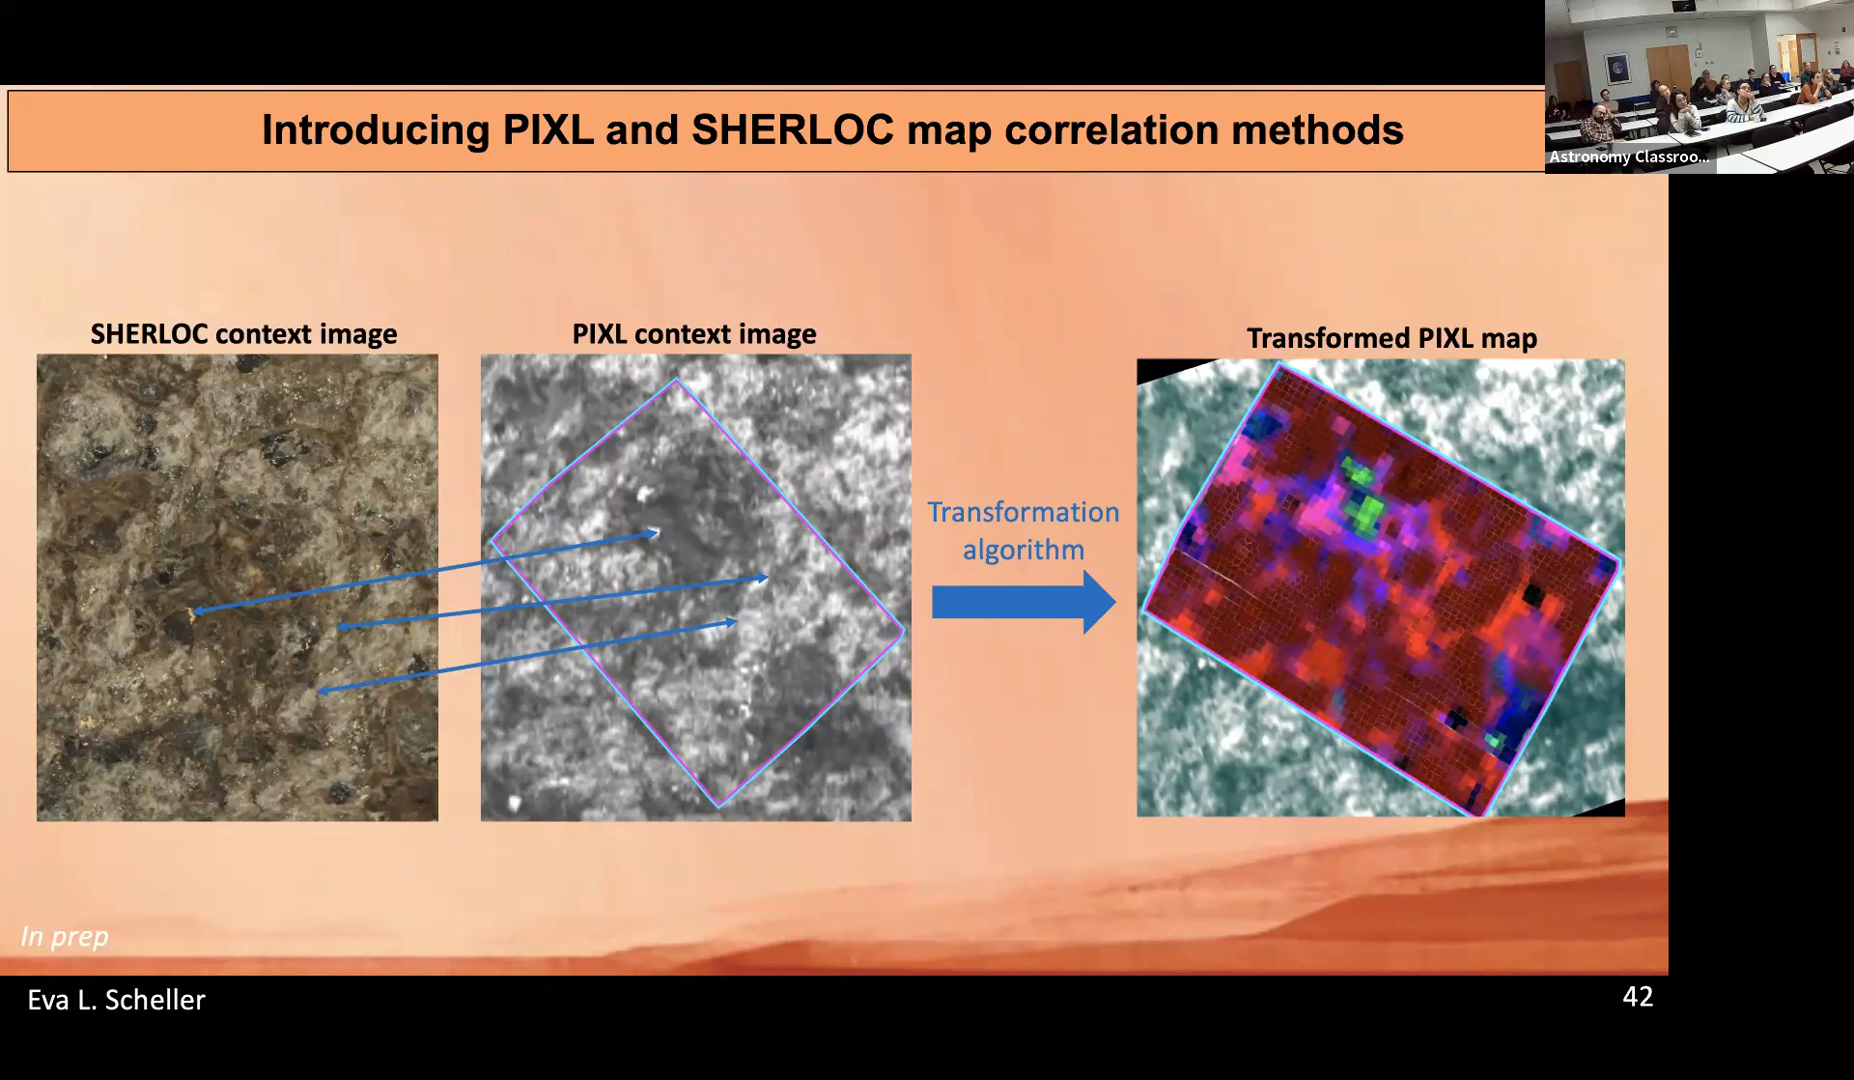 Introducing PIXL and SHERLOC map correlation methods
Astronomy Classroo...
SHERLOC context image
PIXL context image
Transformed PIXL map
Transformation
algorithm
In prep
Eva L. Scheller
42